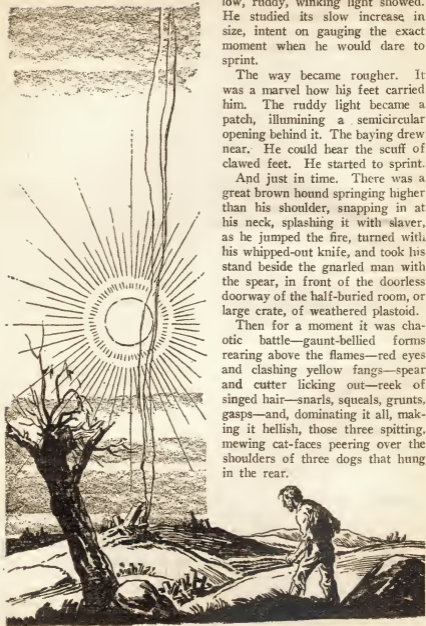 low, ruddy, winking light showed.
He studied its slow increase in
size, intent on gauging the exact
moment when he would dare to
sprint.
The way became rougher. It
was a marvel how his feet carried
him. The ruddy light became a
patch, illumining a semicircular
opening behind it. The baying drew
near. He could hear the scuff of
clawed feet. He started to sprint.
And just in time. There was a
great brown hound springing higher
than his shoulder, snapping in at
his neck, splashing it with slaver,
as he jumped the fire, turned with
his whipped-out knife, and took his
stand beside the gnarled man with
the spear, in front of the doorless
doorway of the half-buried room, or
large crate, of weathered plastoid.
Then for a moment it was cha-
otic battle—gaunt-bellied forms
rearing above the flames—red eyes
and clashing yellow fangs—spear
and cutter licking out—reek of
singed hair—snarls, squeals, grunts,
gasps—and, dominating it all, mak-
ing it hellish, those three spitting,
mewing cat-faces peering over the
shoulders of three dogs that hung
in the rear.